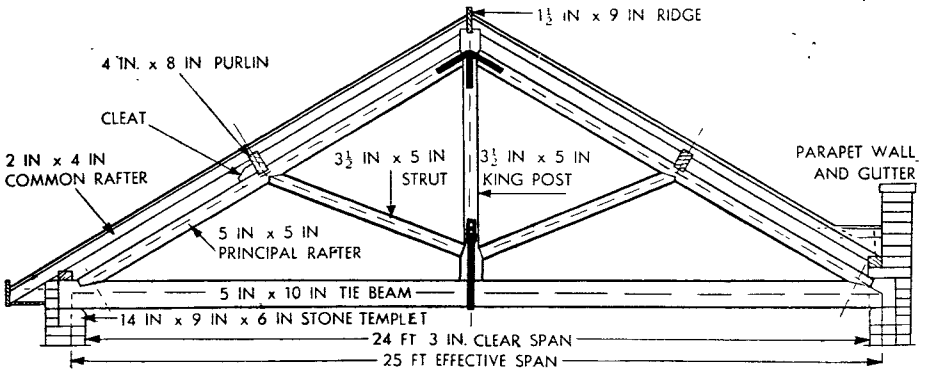 1½ IN x 9 IN RIDGE
4 IN. x 8 IN PURLIN
CLEAT
2 IN x 4 IN
COMMON RAFTER
3½ IN x 5 IN
STRUT
3½ IN x 5 IN
KING POST
PARAPET WALL
AND GUTTER
5 IN x 5 IN
PRINCIPAL RAFTER
5 IN x 10 IN TIE BEAM
14 IN x 9 IN x 6 IN STONE TEMPLET
24 FT 3 IN. CLEAR SPAN
25 FT EFFECTIVE SPAN